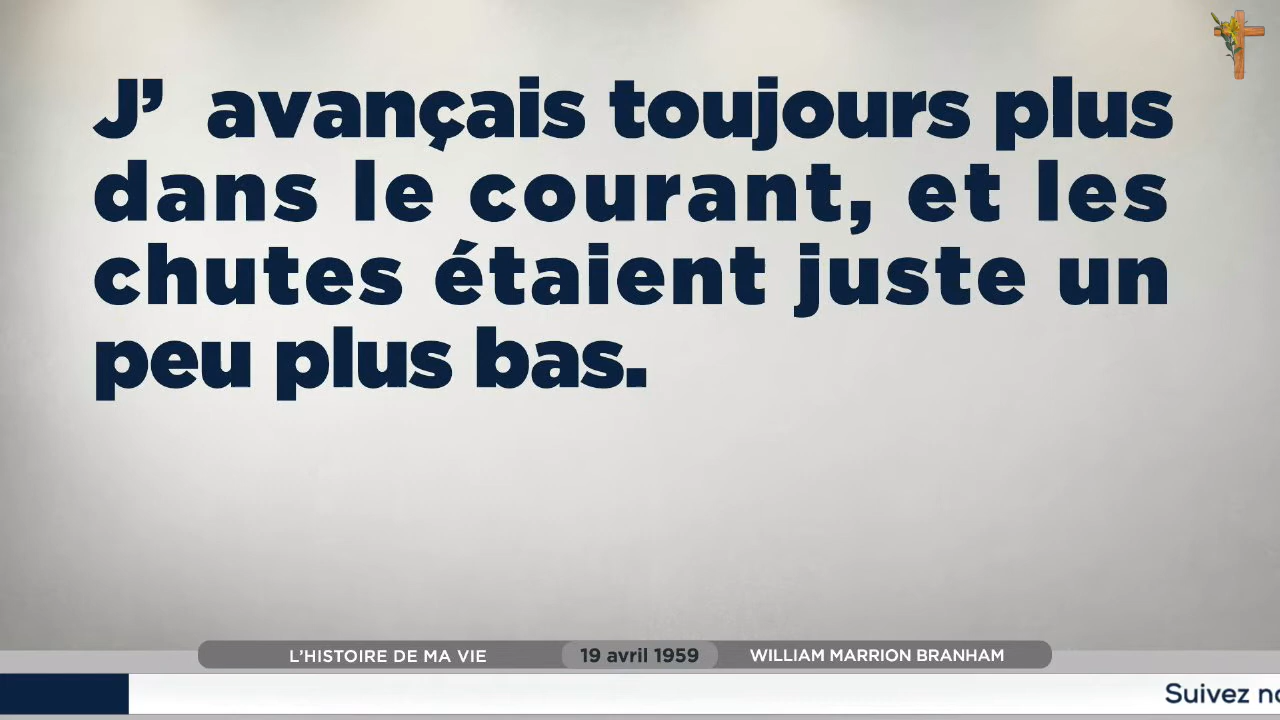 J’ avançais toujours plus
dans le courant, et les
chutes étaient juste un
peu plus bas.
L’HISTOIRE DE MA VIE 19 avril 1959 WILLIAM MARRION BRANHAM
Suivez